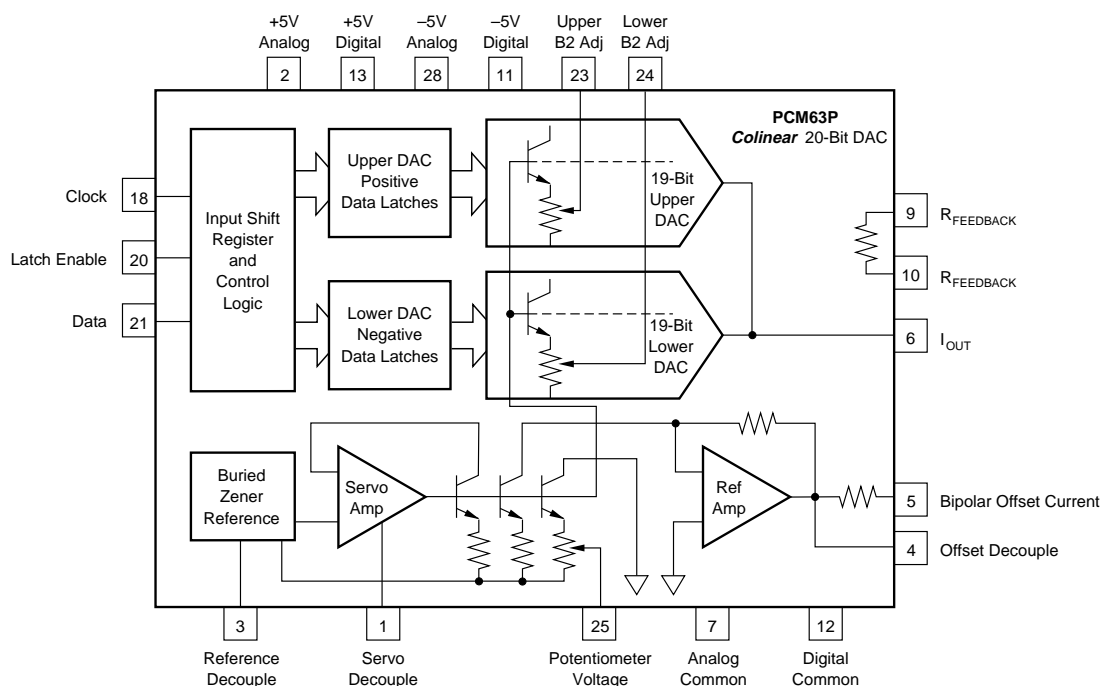 +5V
Analog
+5V
Digital
–5V
Analog
–5V
Digital
Upper
B2 Adj
Lower
B2 Adj
2
13
28
11
23
24
PCM63P
Colinear 20-Bit DAC
Clock
18
Latch Enable
20
Data
21
Input Shift
Register
and
Control
Logic
Upper DAC
Positive
Data Latches
19-Bit
Upper
DAC
Lower DAC
Negative
Data Latches
19-Bit
Lower
DAC
9
RFEEDBACK
10
RFEEDBACK
6
IOUT
Buried
Zener
Reference
Servo
Amp
Ref
Amp
5
Bipolar Offset Current
4
Offset Decouple
3
1
25
7
12
Reference
Decouple
Servo
Decouple
Potentiometer
Voltage
Analog
Common
Digital
Common